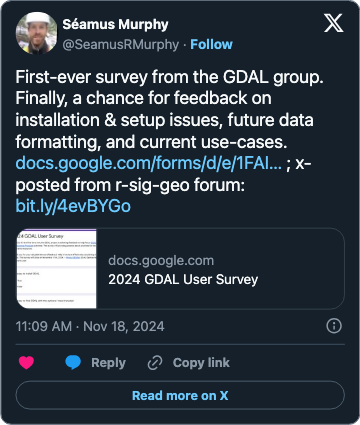 Séamus Murphy
@SeamusRMurphy · Follow
First-ever survey from the GDAL group.
Finally, a chance for feedback on
installation & setup issues, future data
formatting, and current use-cases.
docs.google.com/forms/d/e/1FAI... ; x-
posted from r-sig-geo forum:
bit.ly/4evBYGo
2024 GDAL User Survey
docs.google.com
2024 GDAL User Survey
11:09 AM · Nov 18, 2024
Reply
Copy link
Read more on X